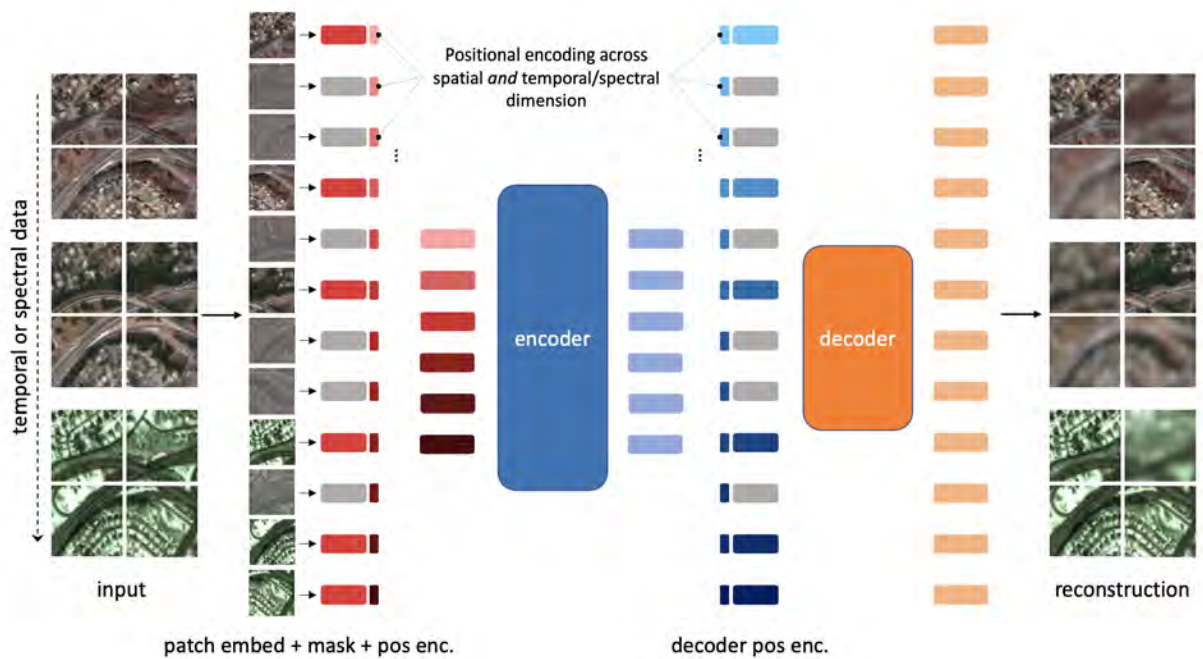 Positional encoding across
spatial and temporal/spectral
dimension
...
...
temporal or spectral data
encoder
decoder
input
reconstruction
patch embed + mask + pos enc.
decoder pos enc.